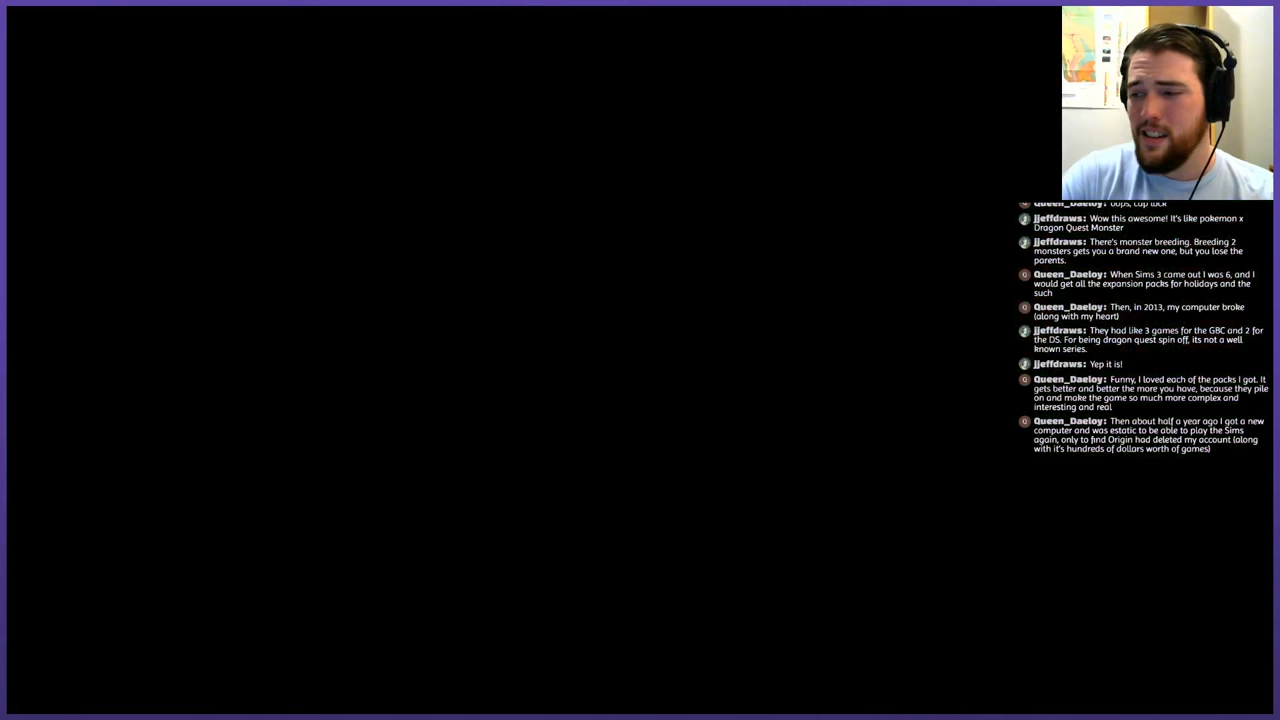 Queen_Daeloy: Oops, cap lock
jjeffdraws: Wow this awesome! It's like pokemon x
Dragon Quest Monster
jjeffdraws: There's monster breeding. Breeding 2
monsters gets you a brand new one, but you lose the
parents.
Queen_Daeloy: When Sims 3 came out I was 6, and I
would get all the expansion packs for holidays and the
such
Queen_Daeloy: Then, in 2013, my computer broke
(along with my heart)
jjeffdraws: They had like 3 games for the GBC and 2 for
the DS. For being dragon quest spin off, its not a well
known series.
jjeffdraws: Yep it is!
Queen_Daeloy: Funny, I loved each of the packs I got. It
gets better and better the more you have, because they pile
on and make the game so much more complex and
interesting and real
Queen_Daeloy: Then about half a year ago I got a new
computer and was estatic to be able to play the Sims
again, only to find Origin had deleted my account (along
with it's hundreds of dollars worth of games)